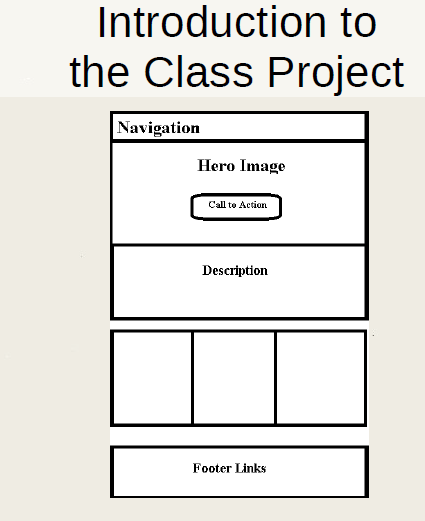 Introduction to
the Class Project
Navigation
Hero Image
Call to Action
Description
Footer Links